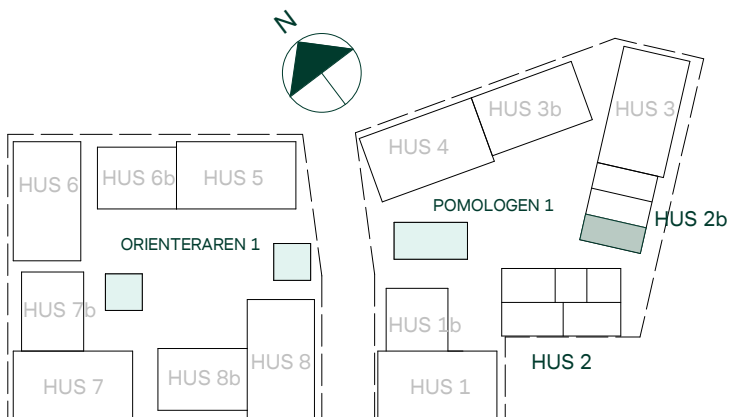 N
HUS 3b
HUS 3
HUS 4
HUS 6
HUS 6b
HUS 5
POMOLOGEN 1
HUS 2b
ORIENTERAREN 1
HUS 7b
HUS 1b
HUS 8
HUS 2
HUS 8b
HUS 7
HUS 1